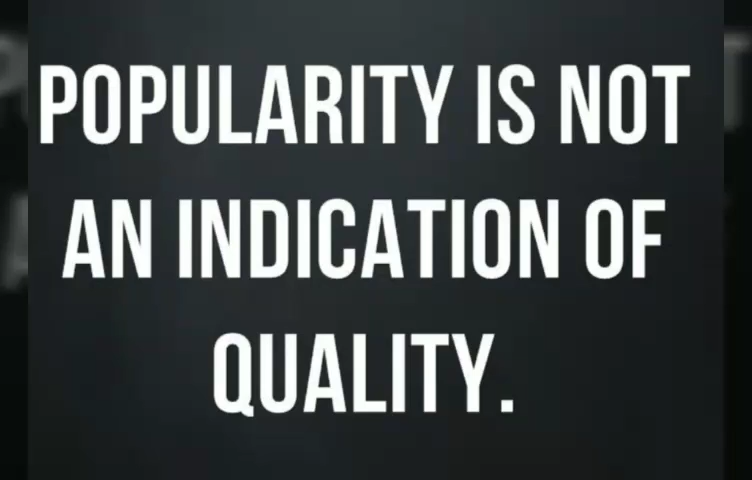 POPULARITY IS NOT
AN INDICATION OF
QUALITY.